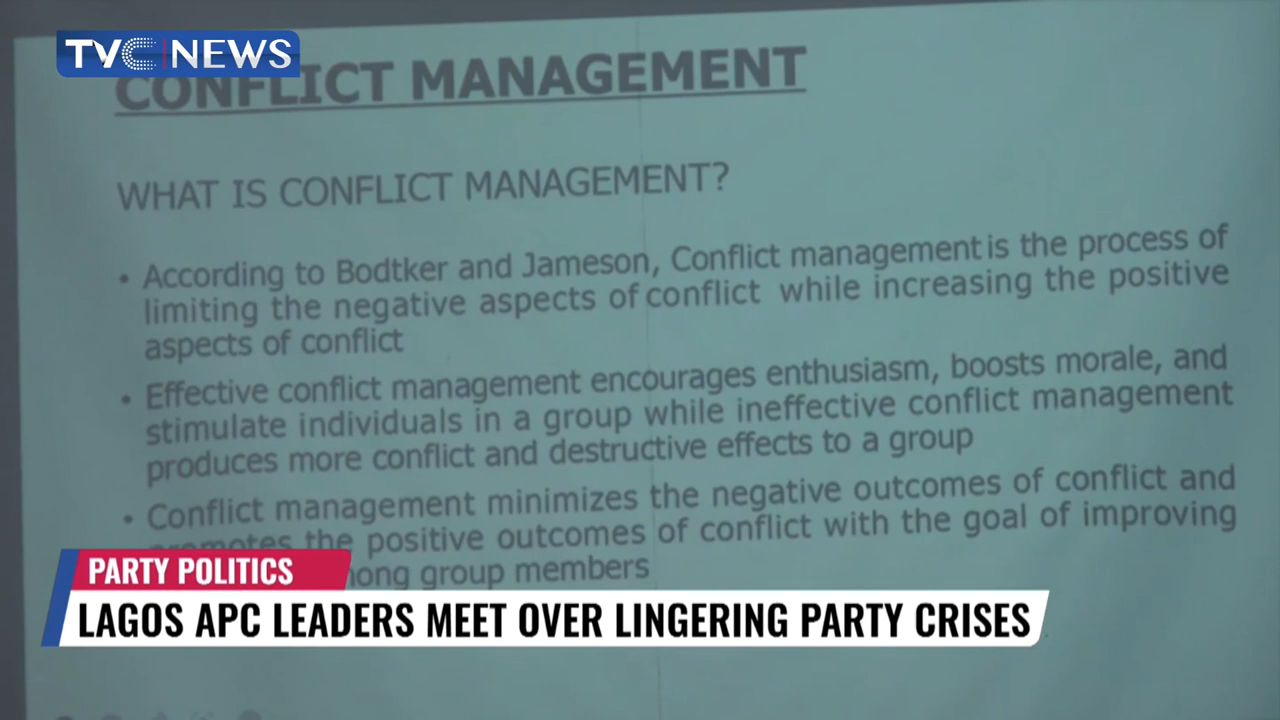 TVC NEWS
CONFLICT MANAGEMENT
WHAT IS CONFLICT MANAGEMENT?
• According to Bodtker and Jameson, Conflict management is the process of
limiting the negative aspects of conflict while increasing the positive
aspects of conflict
• Effective conflict management encourages enthusiasm, boosts morale, and
stimulate individuals in a group while ineffective conflict management
produces more conflict and destructive effects to a group
• Conflict management minimizes the negative outcomes of conflict and
promotes the positive outcomes of conflict with the goal of improving
group members
PARTY POLITICS
LAGOS APC LEADERS MEET OVER LINGERING PARTY CRISES